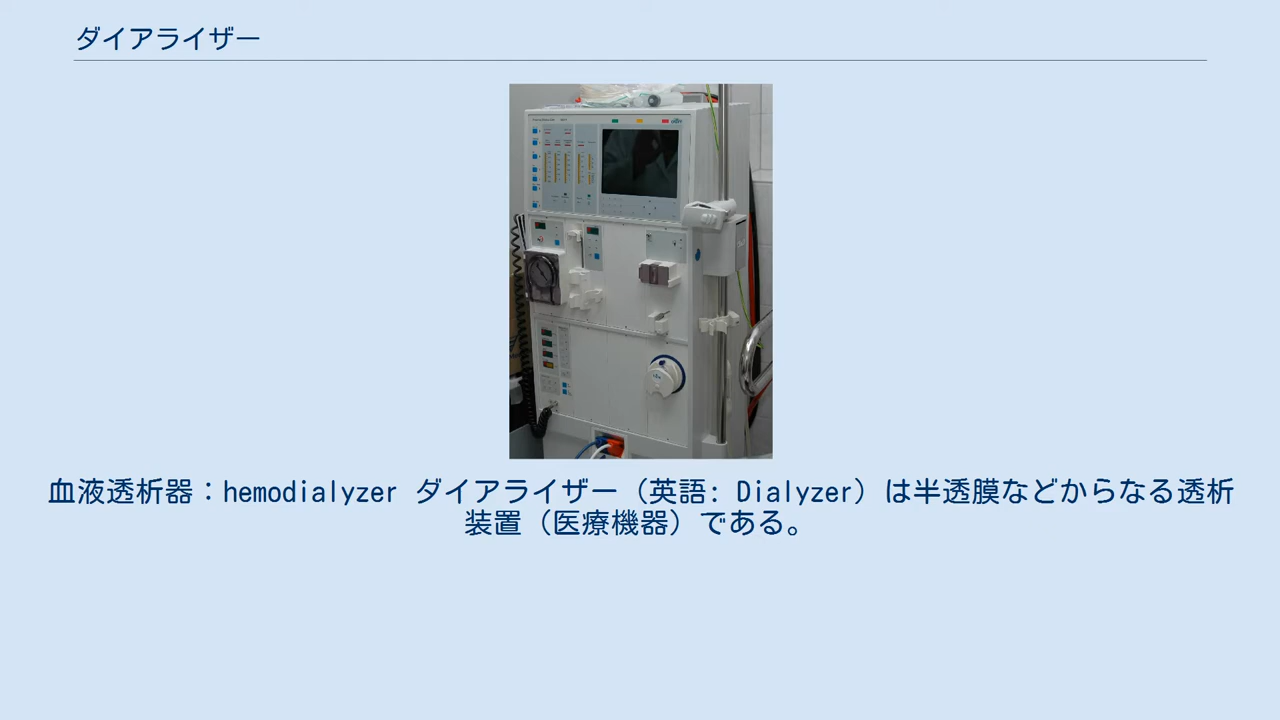 ダイアライザー
血液透析器：hemodialyzer ダイアライザー（英語: Dialyzer）は半透膜などからなる透析
装置（医療機器）である。